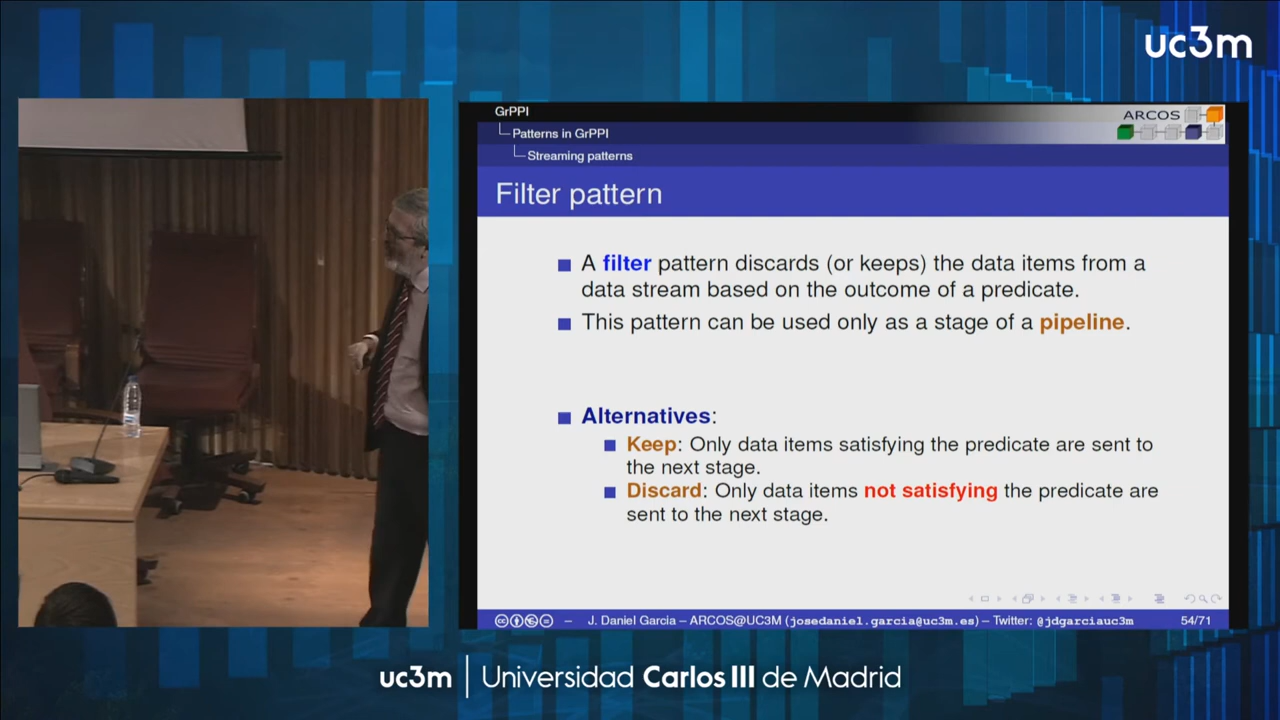 uc3m
GrPPI
Patterns in GrPPI
Streaming patterns
ARCOS
Filter pattern
A filter pattern discards (or keeps) the data items from a
data stream based on the outcome of a predicate.
This pattern can be used only as a stage of a pipeline.
Alternatives:
Keep: Only data items satisfying the predicate are sent to
the next stage.
Discard: Only data items not satisfying the predicate are
sent to the next stage.
– J. Daniel Garcia – ARCOS@UC3M (josedaniel.garcia@uc3m.es) – Twitter: @jdgarciauc3m 54/71
uc3m | Universidad Carlos III de Madrid